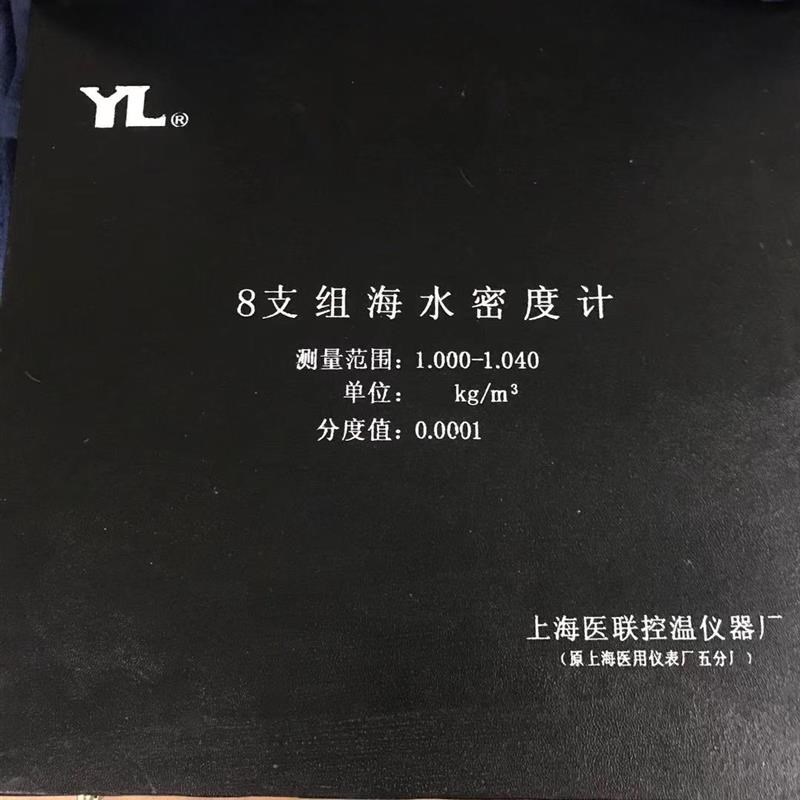 YL®
8支组海水密度计
测量范围：1.000-1.040
单位： kg/m³
分度值：0.0001
上海医联控温仪器厂
（原上海医用仪表厂五分厂）